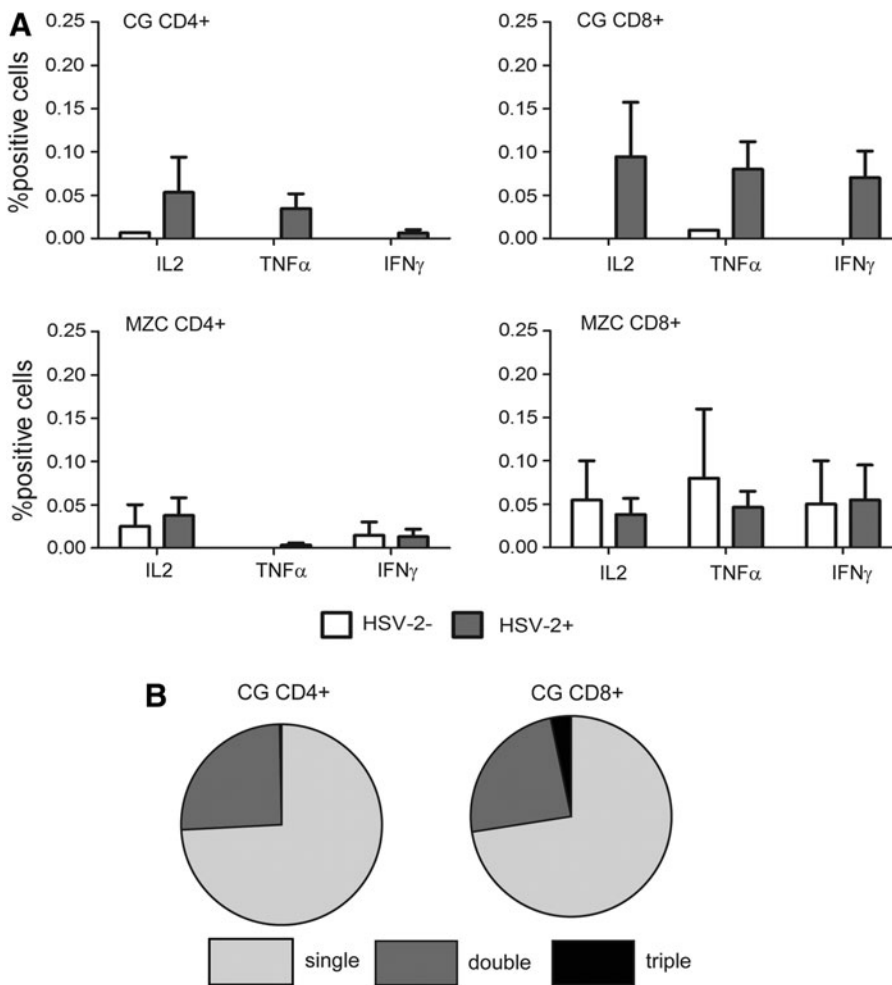 A
CG CD4+
%positive cells
0.25
0.20
0.15
0.10
0.05
0.00
IL2 TNFα IFNγ
CG CD8+
0.25
0.20
0.15
0.10
0.05
0.00
IL2 TNFα IFNγ
MZC CD4+
%positive cells
0.25
0.20
0.15
0.10
0.05
0.00
IL2 TNFα IFNγ
MZC CD8+
0.25
0.20
0.15
0.10
0.05
0.00
IL2 TNFα IFNγ
HSV-2- HSV-2+
B
CG CD4+ CG CD8+
single double triple